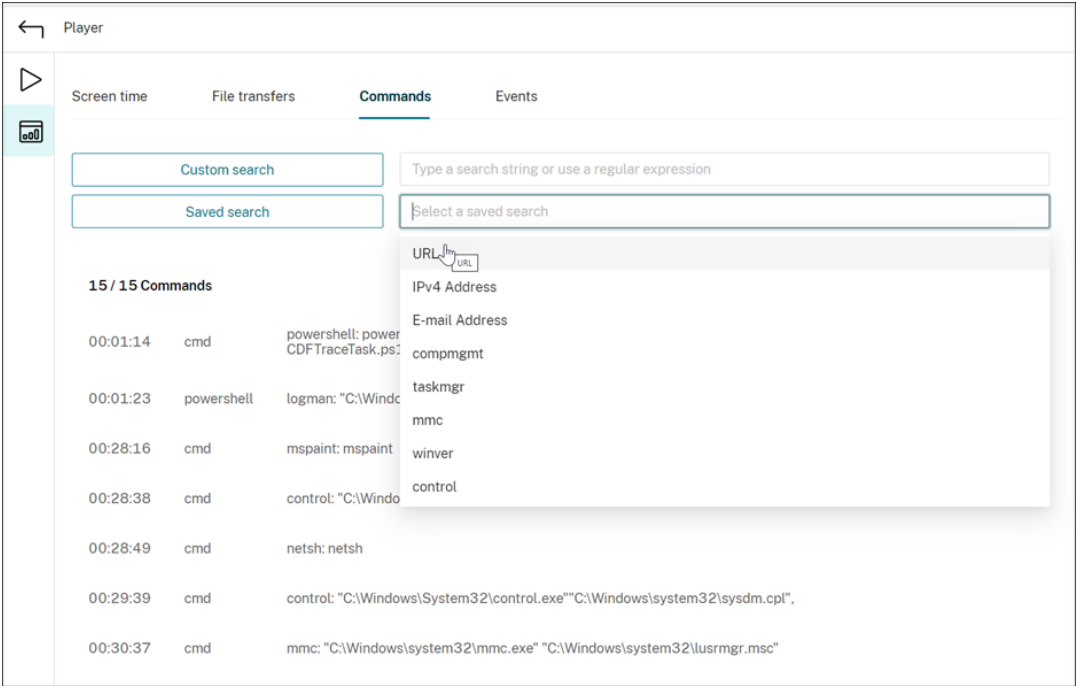 Player
Screen time File transfers Commands Events
Custom search Type a search string or use a regular expression
Saved search Select a saved search
URL URL
15 / 15 Commands IPv4 Address
E-mail Address
00:01:14 cmd powershell: power
CDFTraceTask.ps1
compmgmt
taskmgr
00:01:23 powershell logman: "C:\Windo
mmc
00:28:16 cmd mspaint: mspaint winver
control
00:28:38 cmd control: "C:\Windo
00:28:49 cmd netsh: netsh
00:29:39 cmd control: "C:\Windows\System32\control.exe""C:\Windows\system32\sysdm.cpl",
00:30:37 cmd mmc: "C:\Windows\system32\mmc.exe" "C:\Windows\system32\lusrmgr.msc"